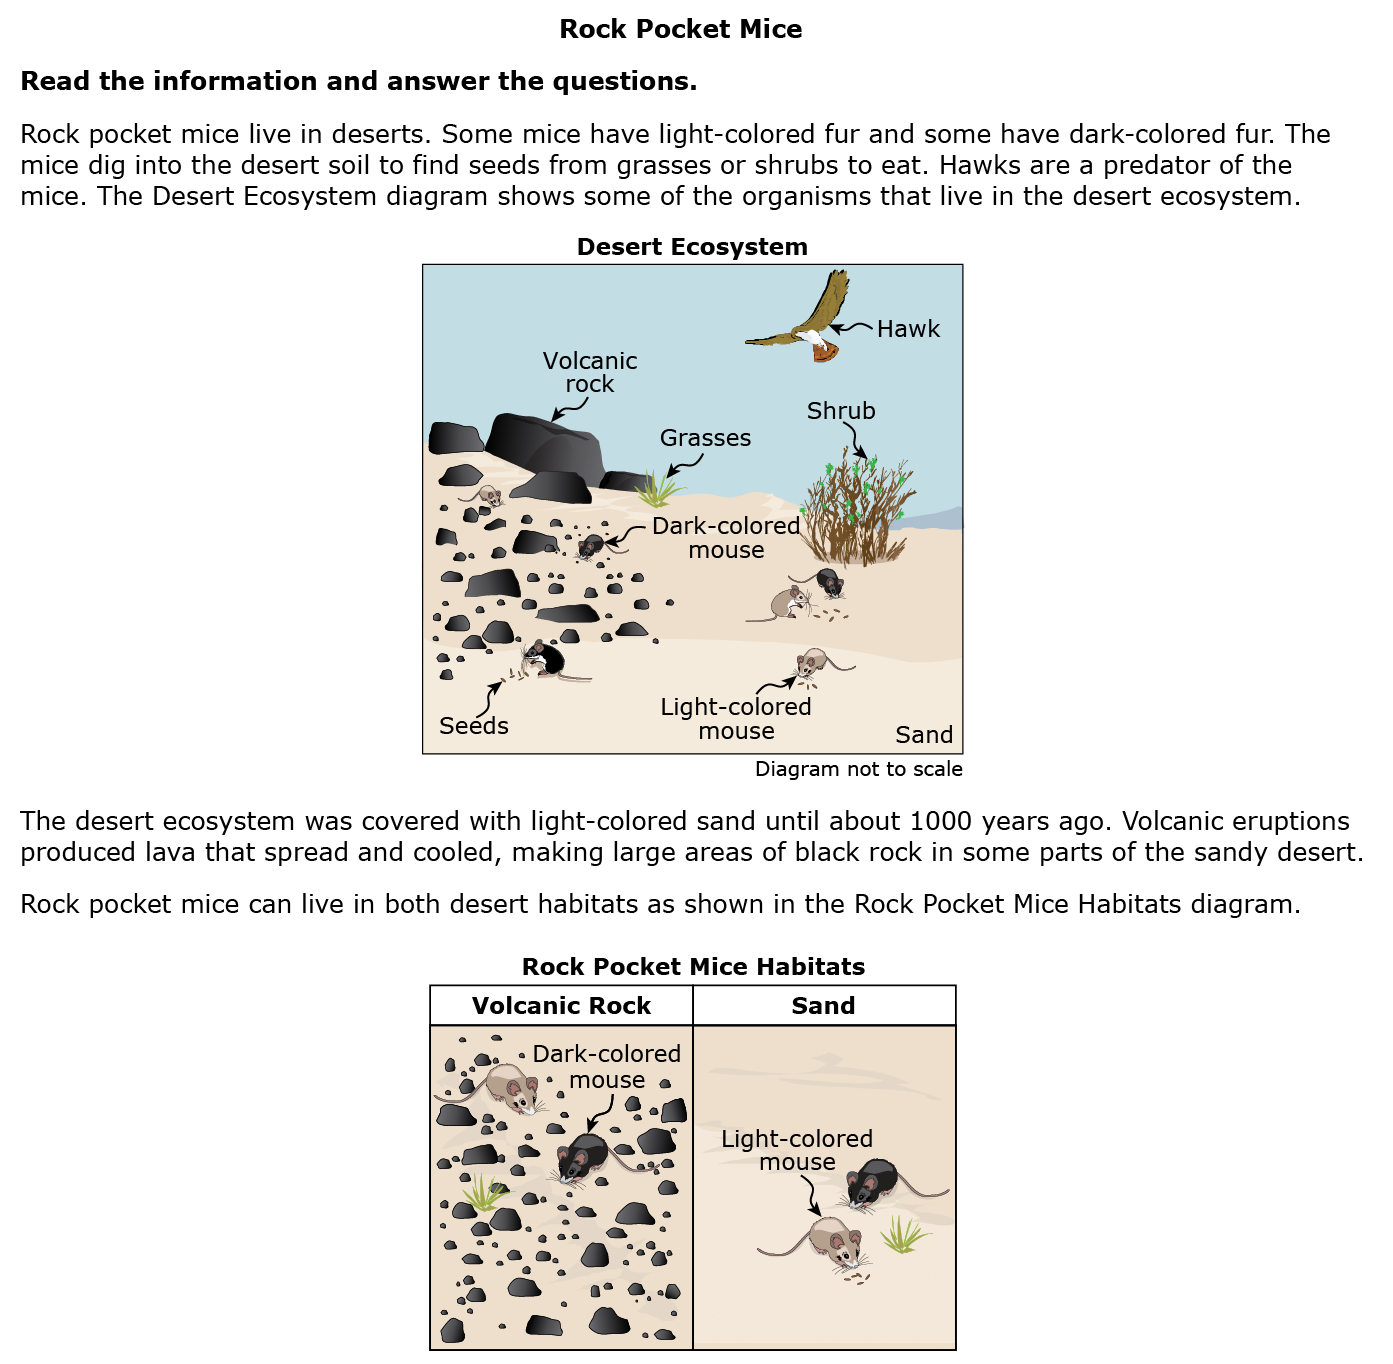 Rock Pocket Mice
Read the information and answer the questions.
Rock pocket mice live in deserts. Some mice have light-colored fur and some have dark-colored fur. The
mice dig into the desert soil to find seeds from grasses or shrubs to eat. Hawks are a predator of the
mice. The Desert Ecosystem diagram shows some of the organisms that live in the desert ecosystem.
Desert Ecosystem
Hawk
Volcanic
rock
Shrub
Grasses
Dark-colored
mouse
Light-colored
mouse
Seeds
Sand
Diagram not to scale
The desert ecosystem was covered with light-colored sand until about 1000 years ago. Volcanic eruptions
produced lava that spread and cooled, making large areas of black rock in some parts of the sandy desert.
Rock pocket mice can live in both desert habitats as shown in the Rock Pocket Mice Habitats diagram.
Rock Pocket Mice Habitats
Volcanic Rock
Sand
Dark-colored
mouse
Light-colored
mouse